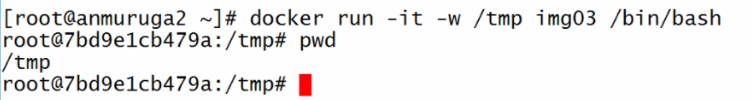 [root@anmuruga2 ~]# docker run -it -w /tmp img03 /bin/bash
root@7bd9e1cb479a:/tmp# pwd
/tmp
root@7bd9e1cb479a:/tmp#